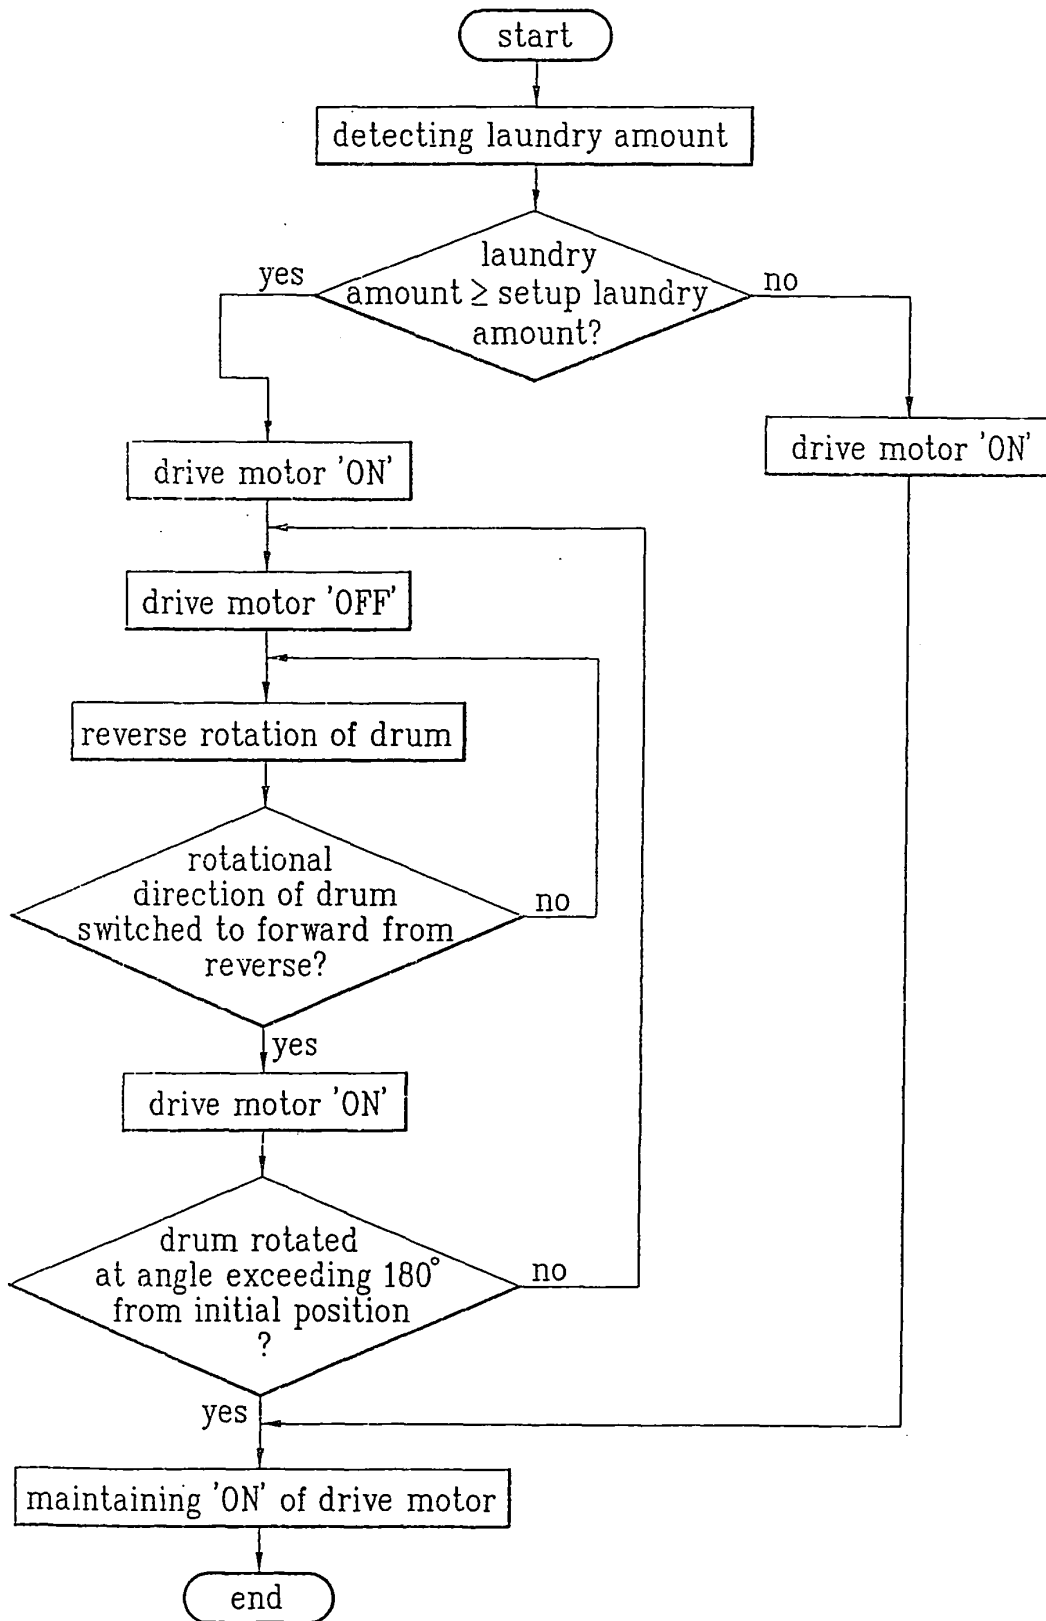 start
detecting laundry amount
laundry
amount ≥ setup laundry
amount?
yes
no
drive motor 'ON'
drive motor 'ON'
drive motor 'OFF'
reverse rotation of drum
rotational
direction of drum
switched to forward from
reverse?
no
yes
drive motor 'ON'
drum rotated
at angle exceeding 180°
from initial position
?
no
yes
maintaining 'ON' of drive motor
end